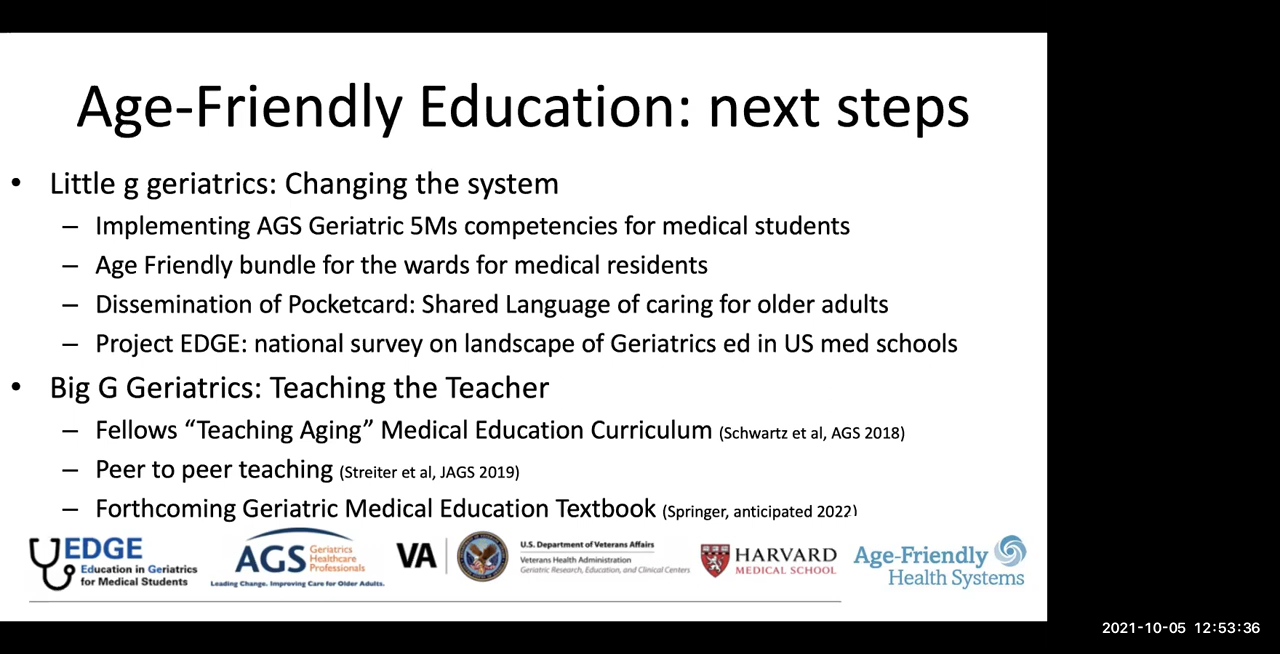 Age-Friendly Education: next steps
• Little g geriatrics: Changing the system
– Implementing AGS Geriatric 5Ms competencies for medical students
– Age Friendly bundle for the wards for medical residents
– Dissemination of Pocketcard: Shared Language of caring for older adults
– Project EDGE: national survey on landscape of Geriatrics ed in US med schools
• Big G Geriatrics: Teaching the Teacher
– Fellows “Teaching Aging” Medical Education Curriculum (Schwartz et al, AGS 2018)
– Peer to peer teaching (Streiter et al, JAGS 2019)
– Forthcoming Geriatric Medical Education Textbook (Springer, anticipated 2022)
EDGE
Education in Geriatrics
for Medical Students
AGS
Geriatrics
Healthcare
Professionals
Leading Change. Improving Care for Older Adults.
VA
U.S. Department of Veterans Affairs
Veterans Health Administration
Geriatric Research, Education, and Clinical Centers
HARVARD
MEDICAL SCHOOL
Age-Friendly
Health Systems
2021-10-05 12:53:36